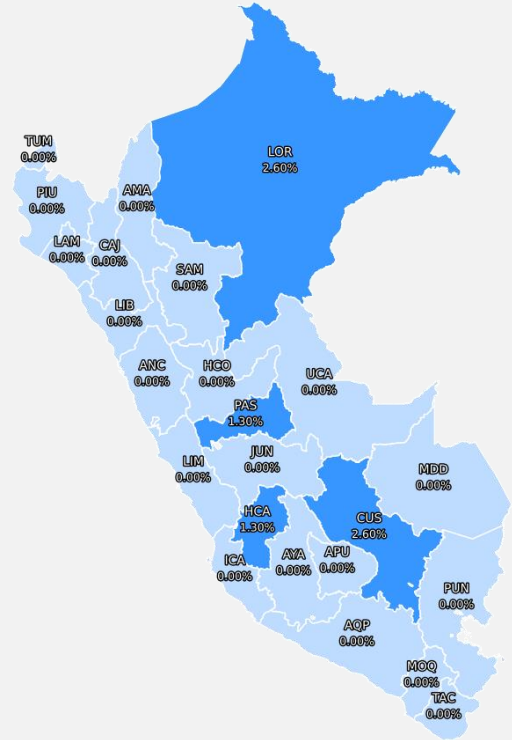 TUM
0.00%
LOR
2.60%
PIU
0.00%
AMA
0.00%
LAM
0.00%
CAJ
0.00%
SAM
0.00%
LIB
0.00%
ANC
0.00%
HCO
0.00%
UCA
0.00%
PAS
1.30%
LIM
0.00%
JUN
0.00%
MDD
0.00%
HCA
1.30%
CUS
2.60%
ICA
0.00%
AYA
0.00%
APU
0.00%
PUN
0.00%
AQP
0.00%
MOQ
0.00%
TAC
0.00%